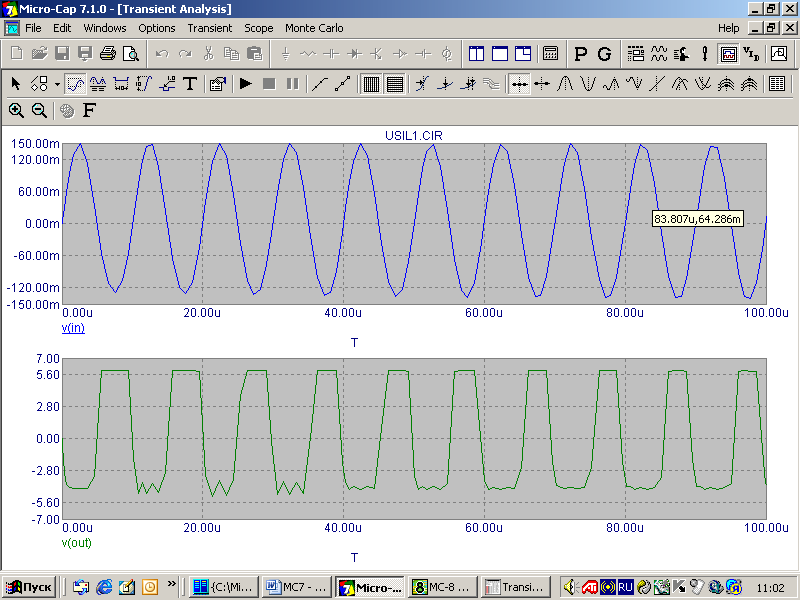 Micro-Cap 7.1.0 - [Transient Analysis]
File Edit Windows Options Transient Scope Monte Carlo Help
P G
T
F
USIL1.CIR
150.00m
120.00m
60.00m
0.00m
-60.00m
-120.00m
-150.00m
83.807u,64.286m
0.00u 20.00u 40.00u 60.00u 80.00u 100.00u
v(in)
T
7.00
5.60
2.80
0.00
-2.80
-5.60
-7.00
0.00u 20.00u 40.00u 60.00u 80.00u 100.00u
v(out)
T
Пуск » {C:\Mi... MC7 - ... Micro-... MC-8 ... Transi... RU 11:02